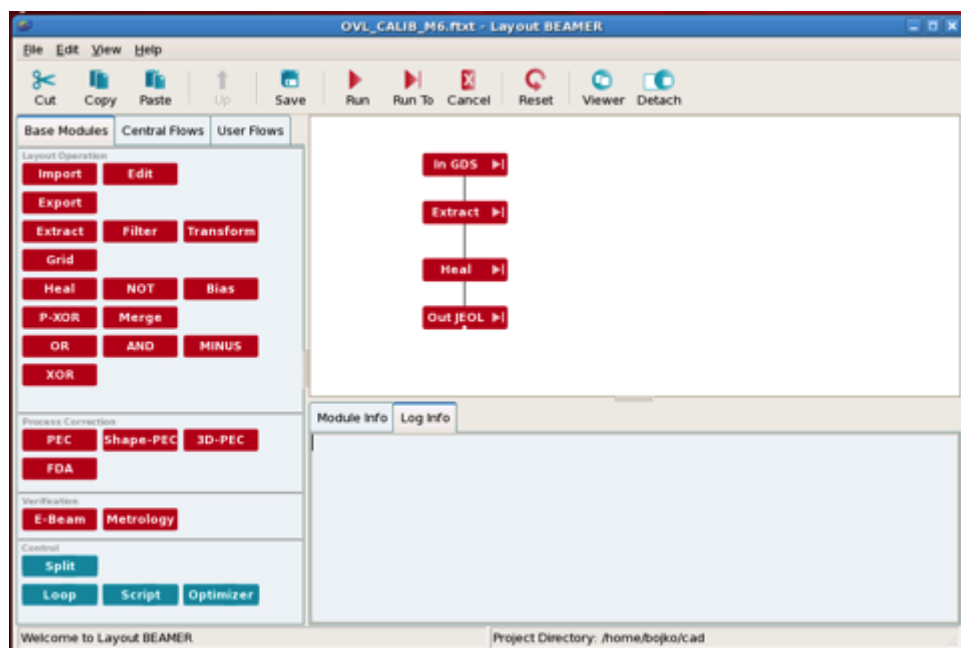 OVL_CALIB_M6.ftxt - Layout BEAMER
File Edit View Help
Cut Copy Paste Up Save Run Run To Cancel Reset Viewer Detach
Base Modules Central Flows User Flows
Layout Operation
Import Edit
Export
Extract Filter Transform
Grid
Heal NOT Bias
P-XOR Merge
OR AND MINUS
XOR
Process Correction
PEC Shape-PEC 3D-PEC
FDA
Verification
E-Beam Metrology
Control
Split
Loop Script Optimizer
In GDS
Extract
Heal
Out JEOL
Module Info Log Info
Welcome to Layout BEAMER Project Directory: /home/bojko/cad